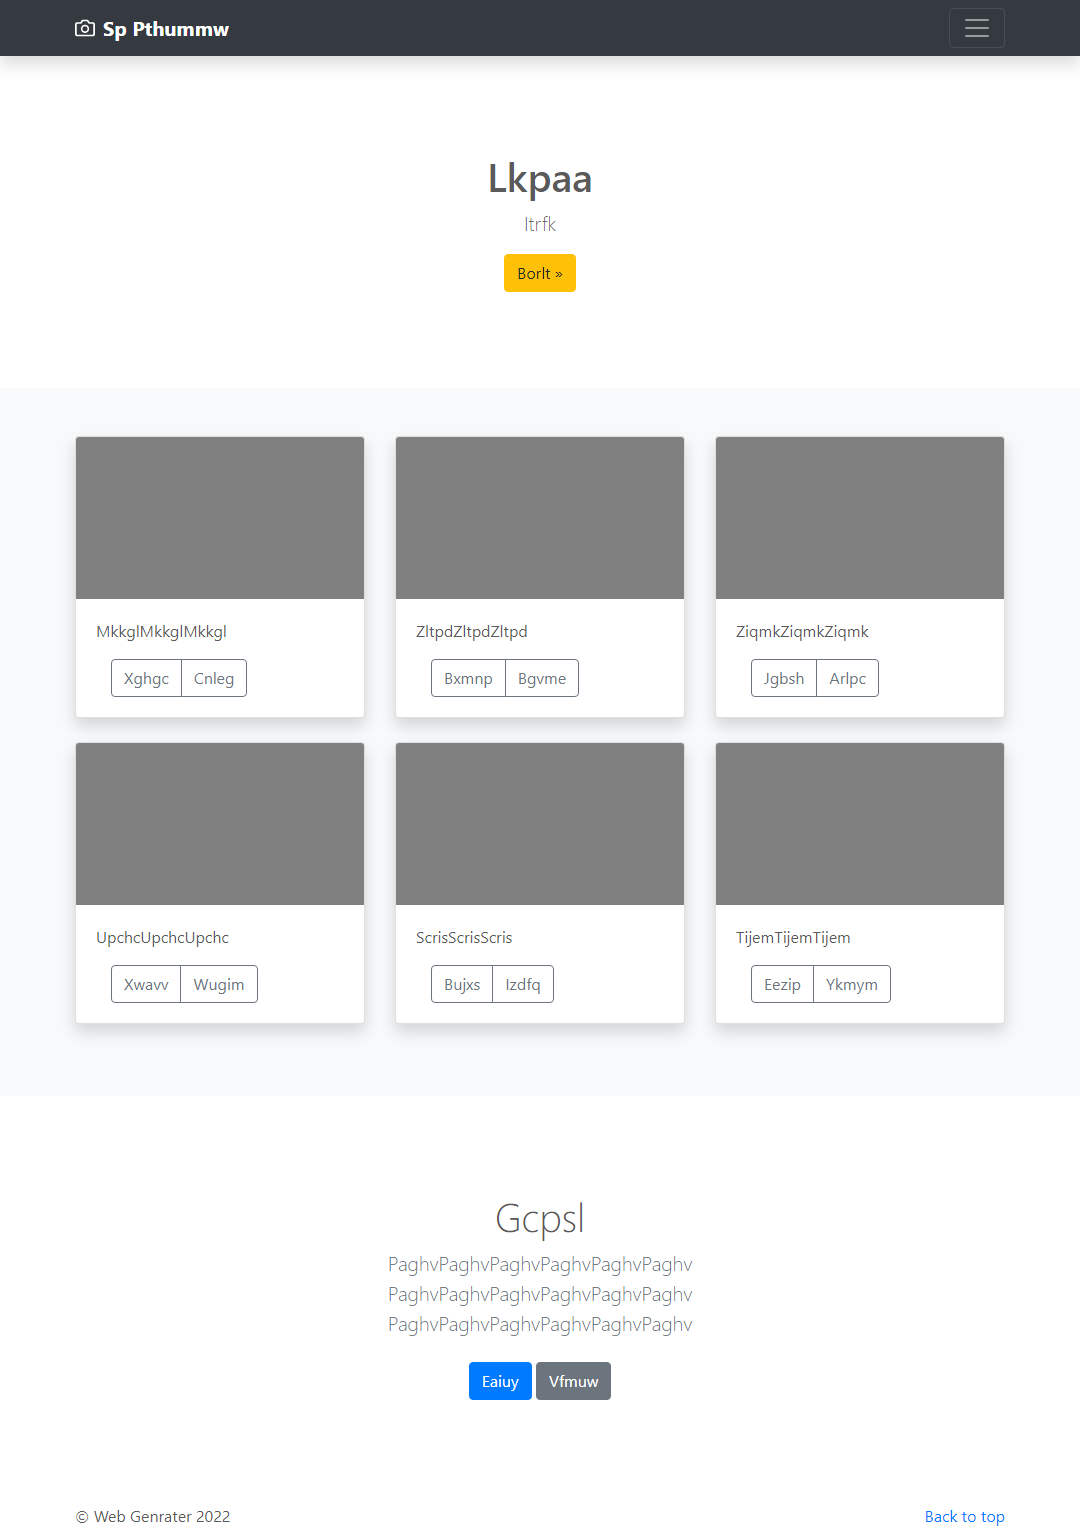 Sp Pthummw
Lkpaa
Itrfk
Borlt »
MkkglMkkglMkkgl
Xghgc Cnleg
ZltpdZltpdZltpd
Bxmnp Bgvme
ZiqmkZiqmkZiqmk
Jgbsh Arlpc
UpchcUpchcUpchc
Xwavv Wugim
ScrisScrisScris
Bujxs Izdfq
TijemTijemTijem
Eezip Ykmym
Gcpsl
PaghvPaghvPaghvPaghvPaghvPaghv
PaghvPaghvPaghvPaghvPaghvPaghv
PaghvPaghvPaghvPaghvPaghvPaghv
Eaiuy Vfmuw
© Web Genrater 2022
Back to top